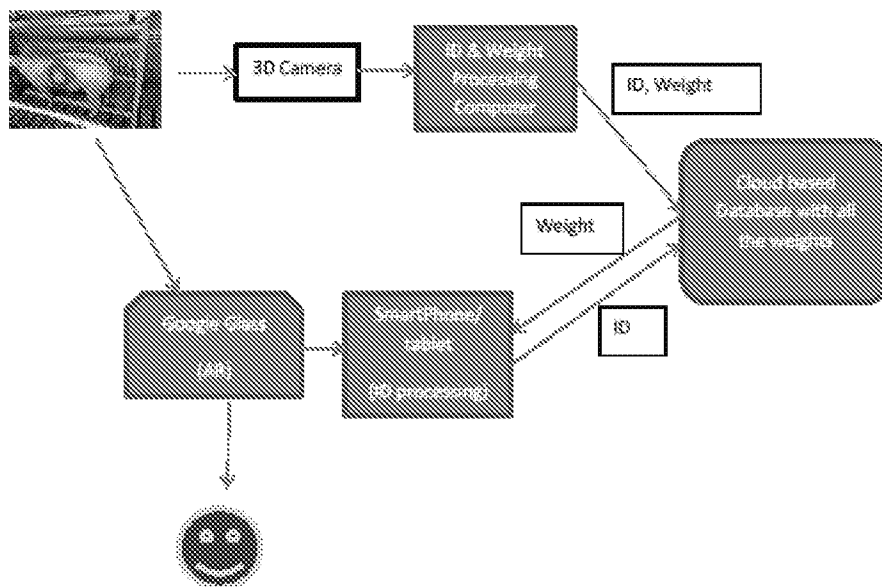 3D Camera
ID & Weight
Processing
Computer
ID, Weight
Cloud based
Database with all
the weights
Weight
Google Glass
(AR)
SmartPhone/
tablet
(ID processing)
ID